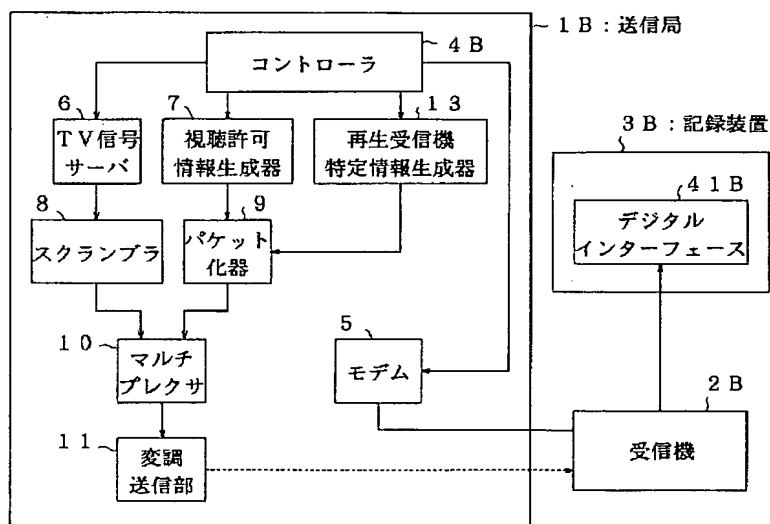 1B:送信局
4B
コントローラ
6
TV信号
サーバ
7
視聴許可
情報生成器
13
再生受信機
特定情報生成器
3B:記録装置
41B
デジタル
インターフェース
8
スクランブラ
9
パケット
化器
10
マルチ
プレクサ
5
モデム
2B
受信機
11
変調
送信部